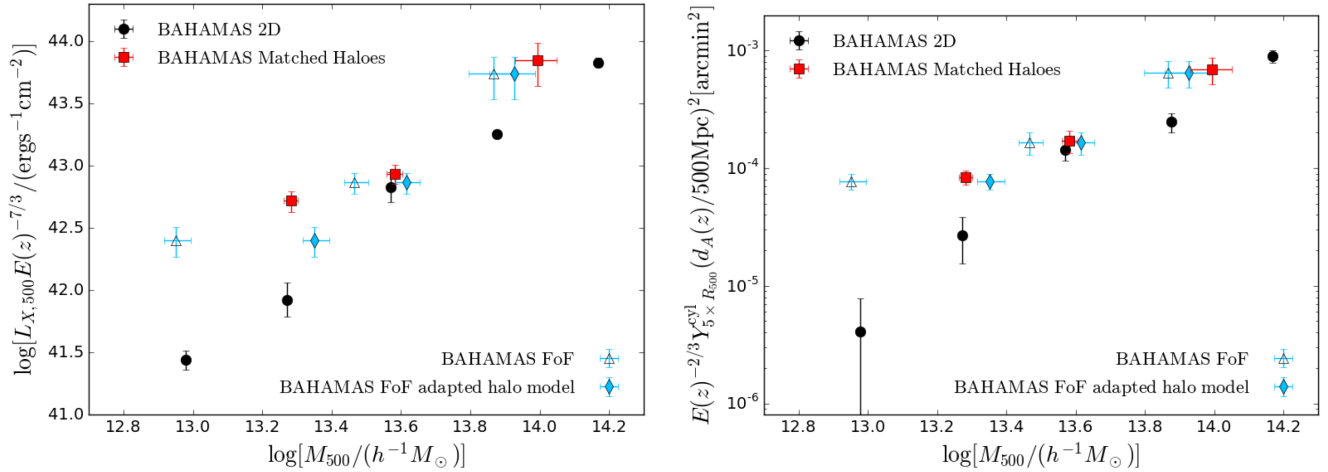 BAHAMAS 2D
BAHAMAS Matched Haloes
BAHAMAS FoF
BAHAMAS FoF adapted halo model
log[L_{X,500}E(z)^{-7/3}/(ergs^{-1}cm^{-2})]
44.0
43.5
43.0
42.5
42.0
41.5
41.0
12.8 13.0 13.2 13.4 13.6 13.8 14.0 14.2
log[M_{500}/(h^{-1}M_⊙)]
BAHAMAS 2D
BAHAMAS Matched Haloes
BAHAMAS FoF
BAHAMAS FoF adapted halo model
E(z)^{-2/3}Y^{cyl}_{5×R_{500}}(d_A(z)/500Mpc)^2[arcmin^2]
10^{-3}
10^{-4}
10^{-5}
10^{-6}
12.8 13.0 13.2 13.4 13.6 13.8 14.0 14.2
log[M_{500}/(h^{-1}M_⊙)]